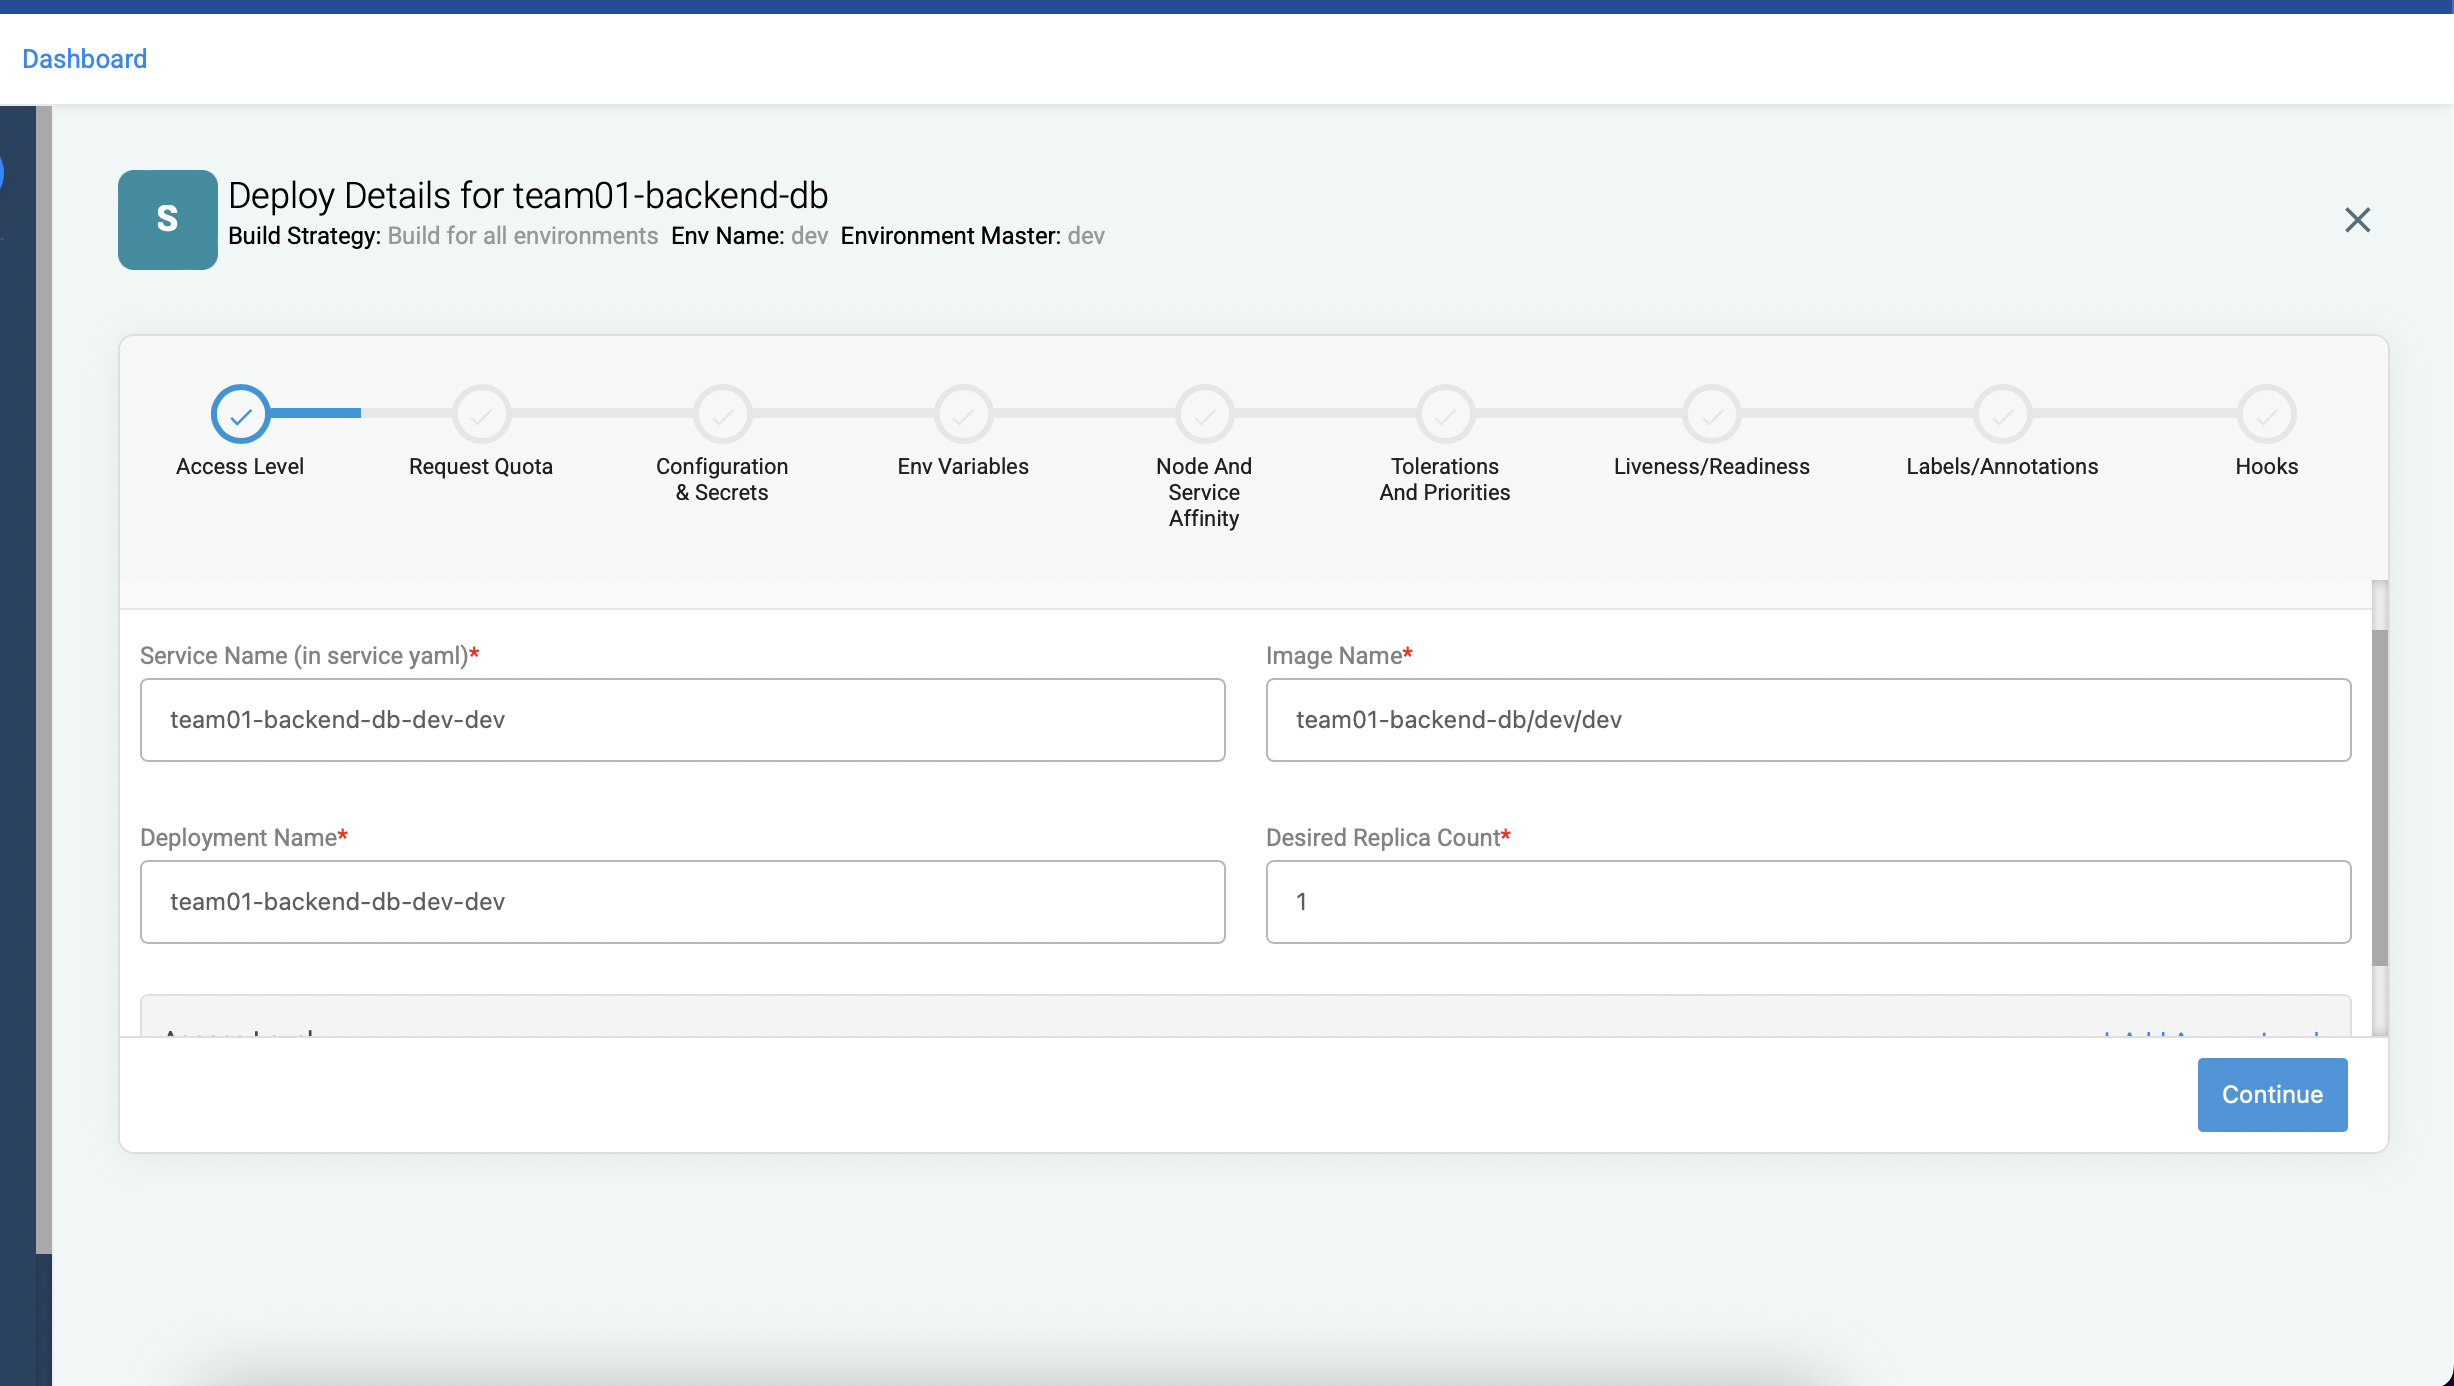 Dashboard
S
Deploy Details for team01-backend-db
Build Strategy: Build for all environments Env Name: dev Environment Master: dev
Access Level
Request Quota
Configuration
& Secrets
Env Variables
Node And
Service
Affinity
Tolerations
And Priorities
Liveness/Readiness
Labels/Annotations
Hooks
Service Name (in service yaml)*
team01-backend-db-dev-dev
Image Name*
team01-backend-db/dev/dev
Deployment Name*
team01-backend-db-dev-dev
Desired Replica Count*
1
Continue